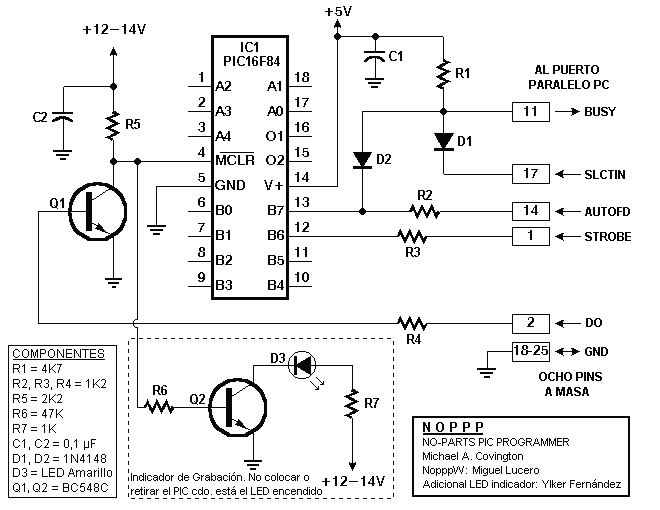 +12-14V
+5V
IC1
PIC16F84
C1
R1
AL PUERTO
PARALELO PC
C2
R5
1 A2
2 A3
3 A4
4 MCLR
5 GND
6 B0
7 B1
8 B2
9 B3
A1 18
A0 17
O1 16
O2 15
V+ 14
B7 13
B6 12
B5 11
B4 10
11 BUSY
D1
D2
17 SLCTIN
R2
14 AUTOFD
R3
1 STROBE
Q1
R4
2 DO
18-25 GND
OCHO PINS
A MASA
COMPONENTES
R1 = 4K7
R2, R3, R4 = 1K2
R5 = 2K2
R6 = 47K
R7 = 1K
C1, C2 = 0,1 µF
D1, D2 = 1N4148
D3 = LED Amarillo
Q1, Q2 = BC548C
D3
R6
Q2
R7
+12-14V
Indicador de Grabación. No colocar o
retirar el PIC cdo. está el LED encendido
N O P P P
NO-PARTS PIC PROGRAMMER
Michael A. Covington
NopppW: Miguel Lucero
Adicional LED indicador: Ylker Fernández